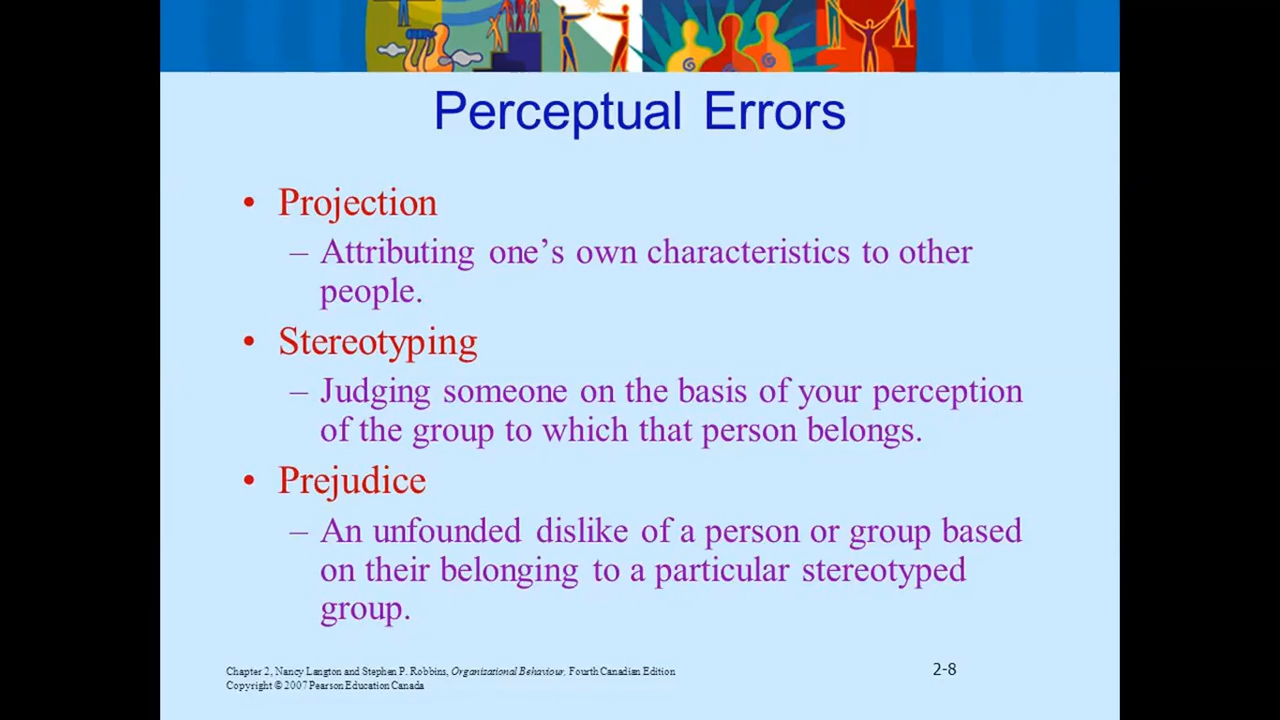 Perceptual Errors
• Projection
– Attributing one’s own characteristics to other
people.
• Stereotyping
– Judging someone on the basis of your perception
of the group to which that person belongs.
• Prejudice
– An unfounded dislike of a person or group based
on their belonging to a particular stereotyped
group.
Chapter 2, Nancy Langton and Stephen P. Robbins, Organizational Behaviour, Fourth Canadian Edition
Copyright © 2007 Pearson Education Canada
2-8